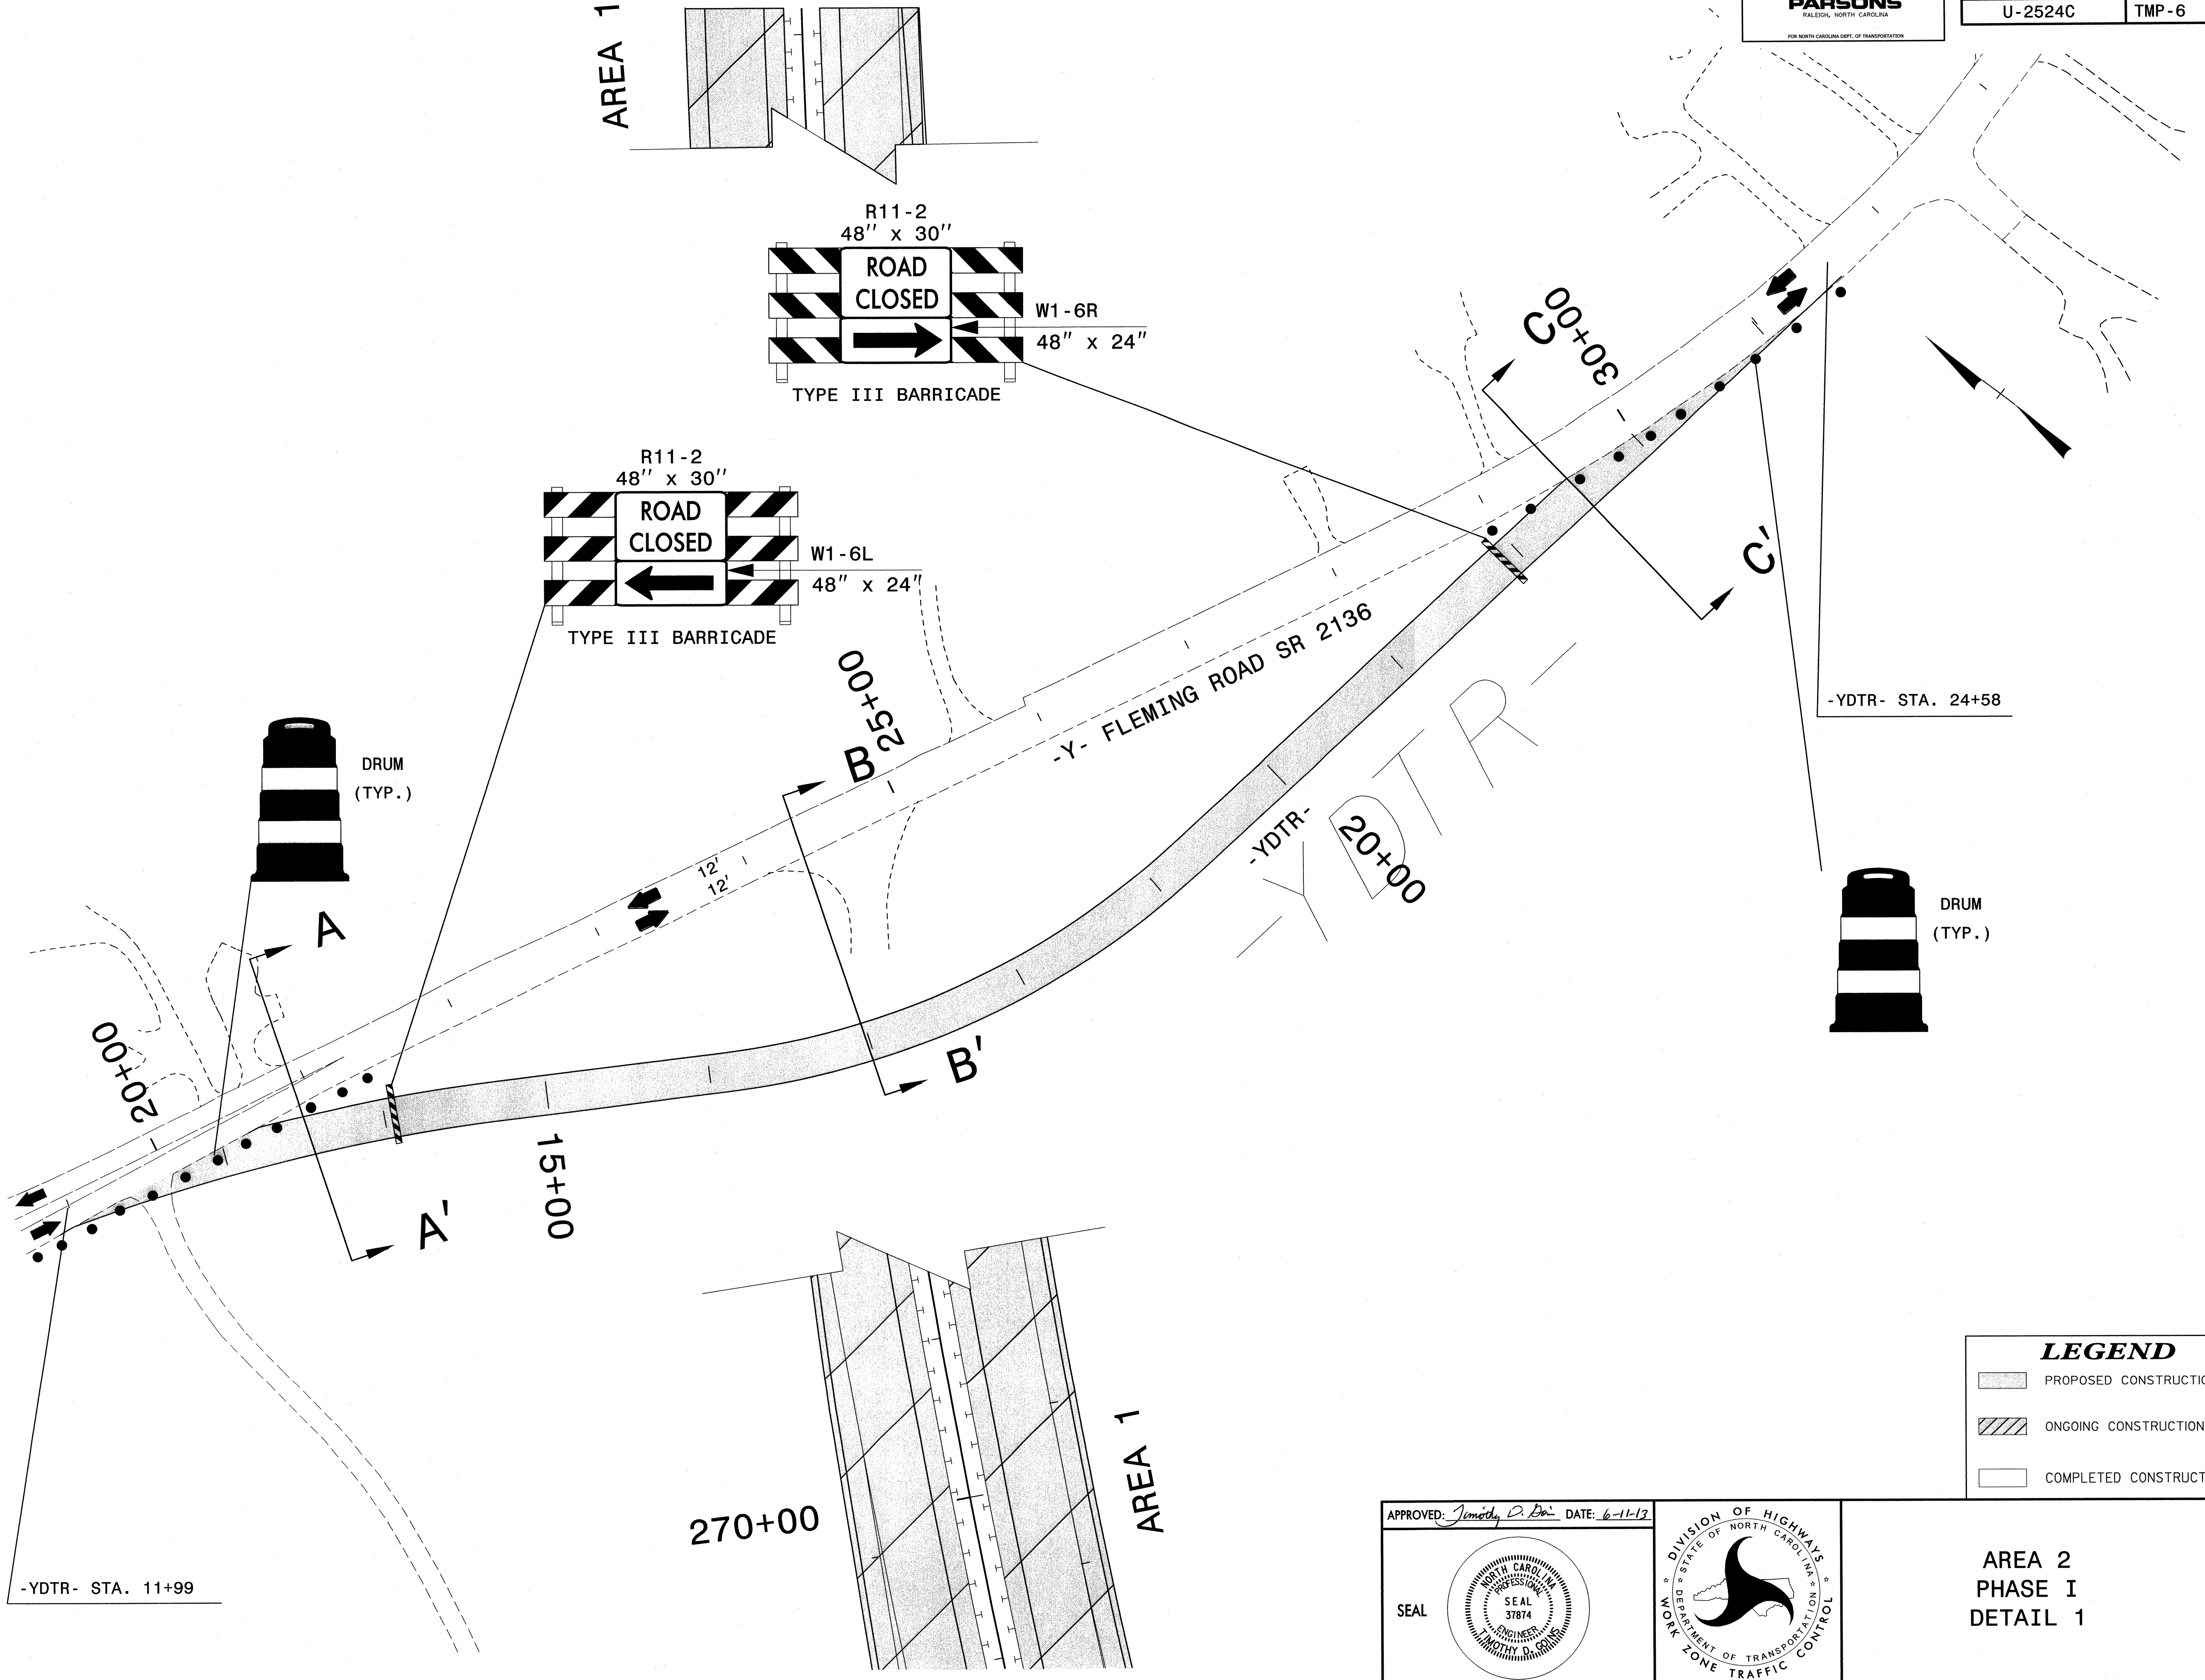 PARSONS
RALEIGH, NORTH CAROLINA
FOR NORTH CAROLINA DEPT. OF TRANSPORTATION
U-2524C
TMP-6
AREA 1
R11-2
48" x 30"
ROAD
CLOSED
W1-6R
48" x 24"
TYPE III BARRICADE
R11-2
48" x 30"
ROAD
CLOSED
W1-6L
48" x 24"
TYPE III BARRICADE
C
30+00
C'
-YDTR- STA. 24+58
25+00
B
-Y- FLEMING ROAD SR 2136
DRUM
(TYP.)
12'
12'
-YDTR-
-YDTR-
20+00
DRUM
(TYP.)
A
20+00
B'
A'
15+00
270+00
AREA 1
-YDTR- STA. 11+99
LEGEND
PROPOSED CONSTRUCTIO
ONGOING CONSTRUCTION
COMPLETED CONSTRUCT
APPROVED: Timothy D. Goins DATE: 6-11-13
SEAL
NORTH CAROLINA
PROFESSIONAL
SEAL
37874
ENGINEER
TIMOTHY D. GOINS
DIVISION OF HIGHWAYS
STATE OF NORTH CAROLINA
DEPARTMENT OF TRANSPORTATION
WORK ZONE TRAFFIC CONTROL
AREA 2
PHASE I
DETAIL 1